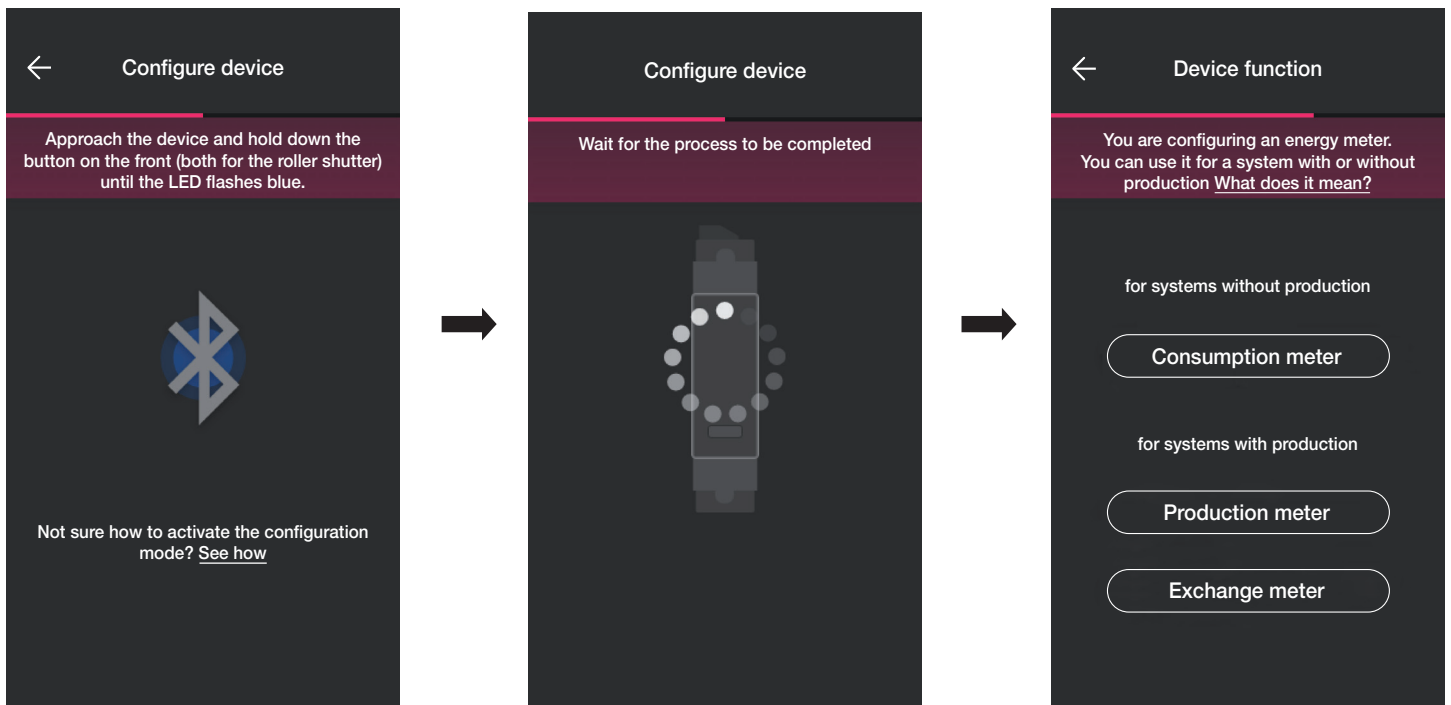 Configure device
Approach the device and hold down the
button on the front (both for the roller shutter)
until the LED flashes blue.
Not sure how to activate the configuration
mode? See how
Configure device
Wait for the process to be completed
Device function
You are configuring an energy meter.
You can use it for a system with or without
production What does it mean?
for systems without production
Consumption meter
for systems with production
Production meter
Exchange meter